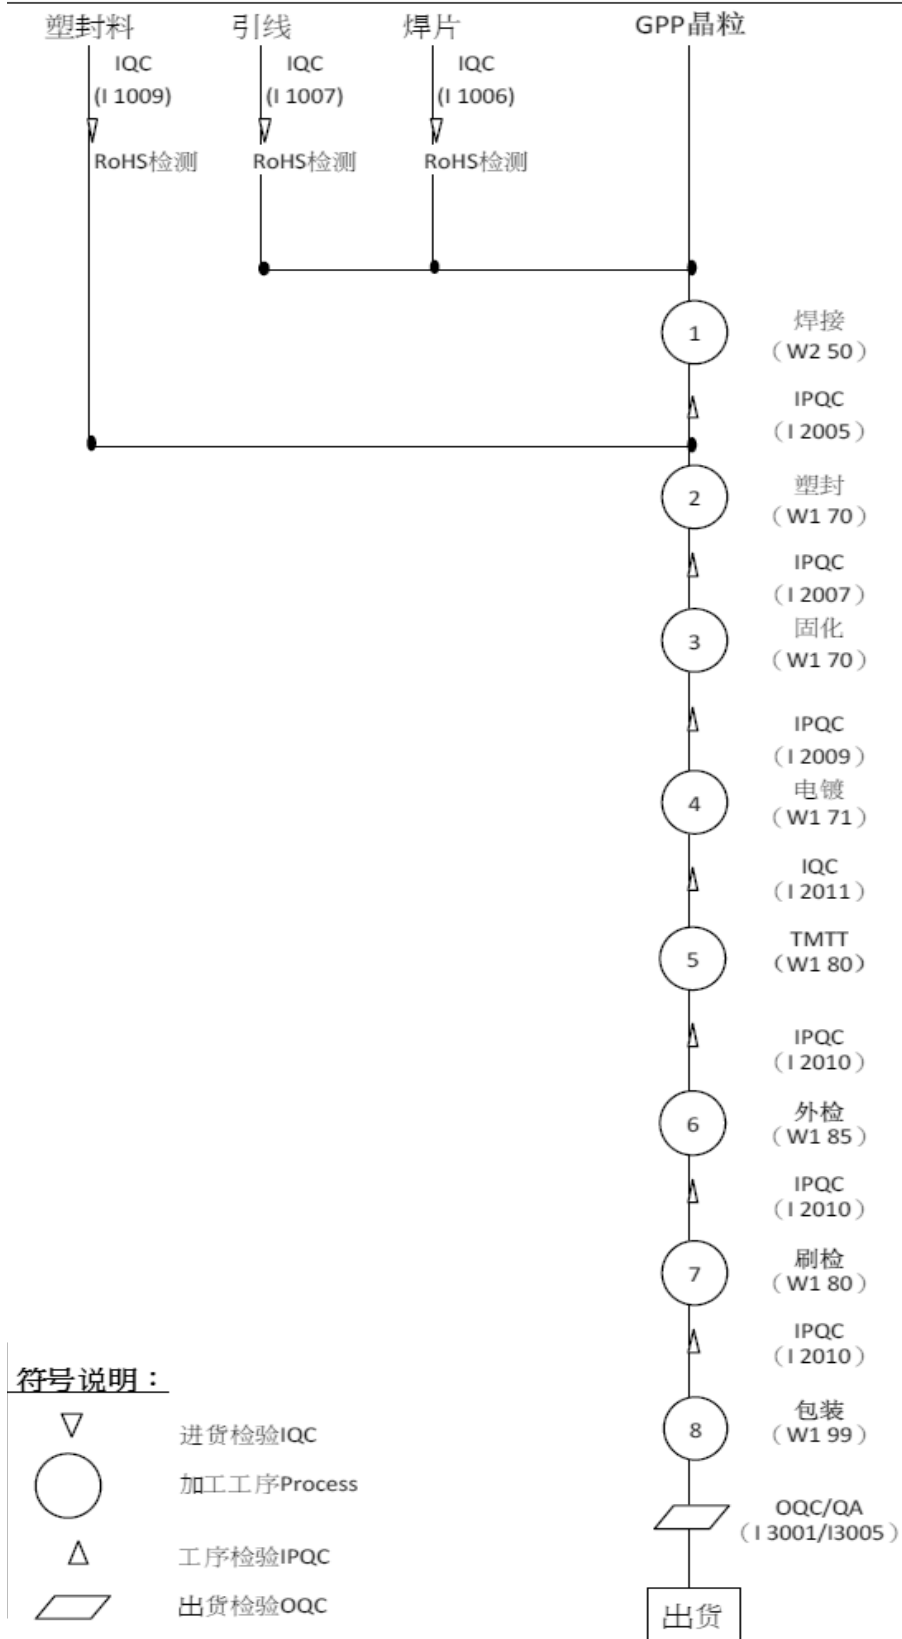 塑封料
引线
焊片
GPP晶粒
IQC
(I 1009)
RoHS检测
IQC
(I 1007)
RoHS检测
IQC
(I 1006)
RoHS检测
1
焊接
（W2 50）
IPQC
（I 2005）
2
塑封
（W1 70）
IPQC
（I 2007）
3
固化
（W1 70）
IPQC
（I 2009）
4
电镀
（W1 71）
IQC
（I 2011）
5
TMTT
（W1 80）
IPQC
（I 2010）
6
外检
（W1 85）
IPQC
（I 2010）
7
刷检
（W1 80）
IPQC
（I 2010）
8
包装
（W1 99）
OQC/QA
（I 3001/I3005）
出货
符号说明：
进货检验IQC
加工工序Process
工序检验IPQC
出货检验OQC